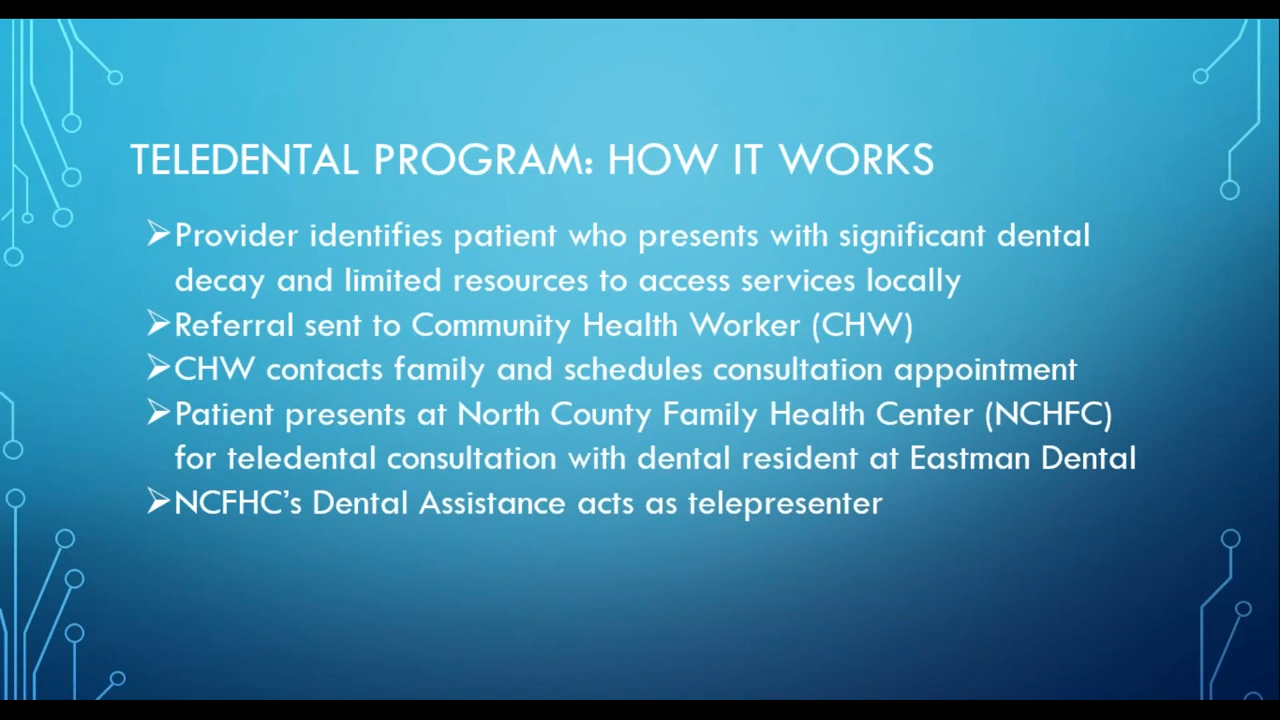 TELEDENTAL PROGRAM: HOW IT WORKS
Provider identifies patient who presents with significant dental
decay and limited resources to access services locally
Referral sent to Community Health Worker (CHW)
CHW contacts family and schedules consultation appointment
Patient presents at North County Family Health Center (NCHFC)
for teledental consultation with dental resident at Eastman Dental
NCFHC’s Dental Assistance acts as telepresenter